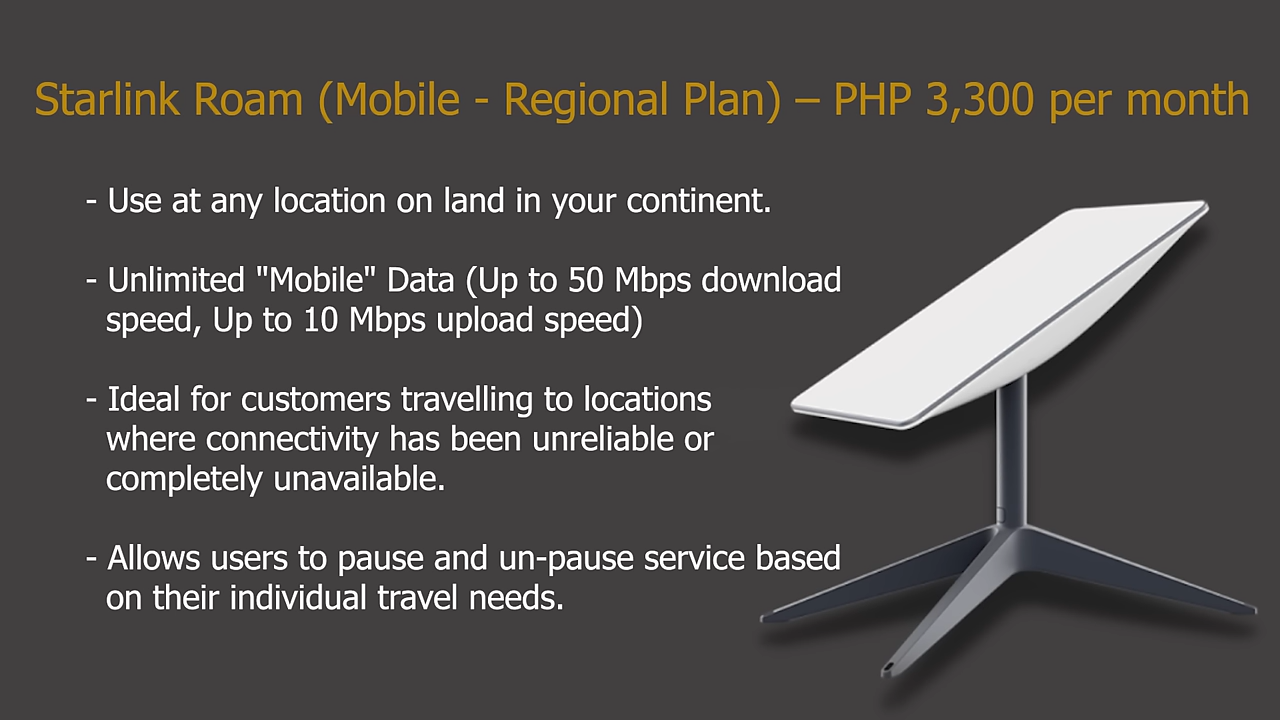 Starlink Roam (Mobile - Regional Plan) – PHP 3,300 per month
- Use at any location on land in your continent.
- Unlimited "Mobile" Data (Up to 50 Mbps download
speed, Up to 10 Mbps upload speed)
- Ideal for customers travelling to locations
where connectivity has been unreliable or
completely unavailable.
- Allows users to pause and un-pause service based
on their individual travel needs.